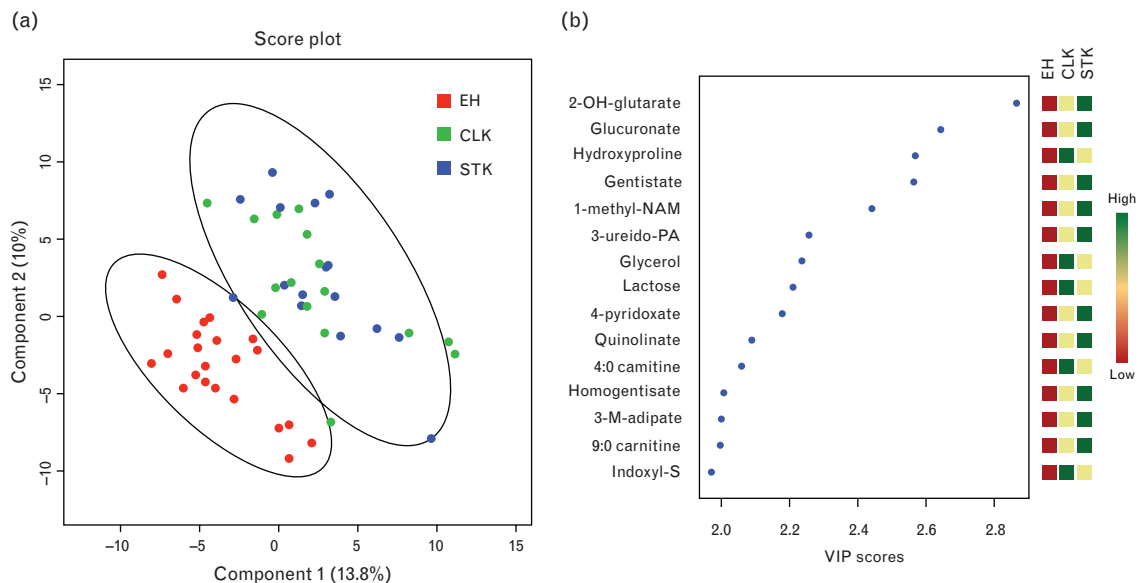 (a)
Score plot
EH
CLK
STK
15
10
5
0
−5
−10
Component 2 (10%)
−10
−5
0
5
10
15
Component 1 (13.8%)
(b)
EH
CLK
STK
2-OH-glutarate
Glucuronate
Hydroxyproline
Gentistate
1-methyl-NAM
3-ureido-PA
Glycerol
Lactose
4-pyridoxate
Quinolinate
4:0 camitine
Homogentisate
3-M-adipate
9:0 carnitine
Indoxyl-S
2.0
2.2
2.4
2.6
2.8
VIP scores
High
Low